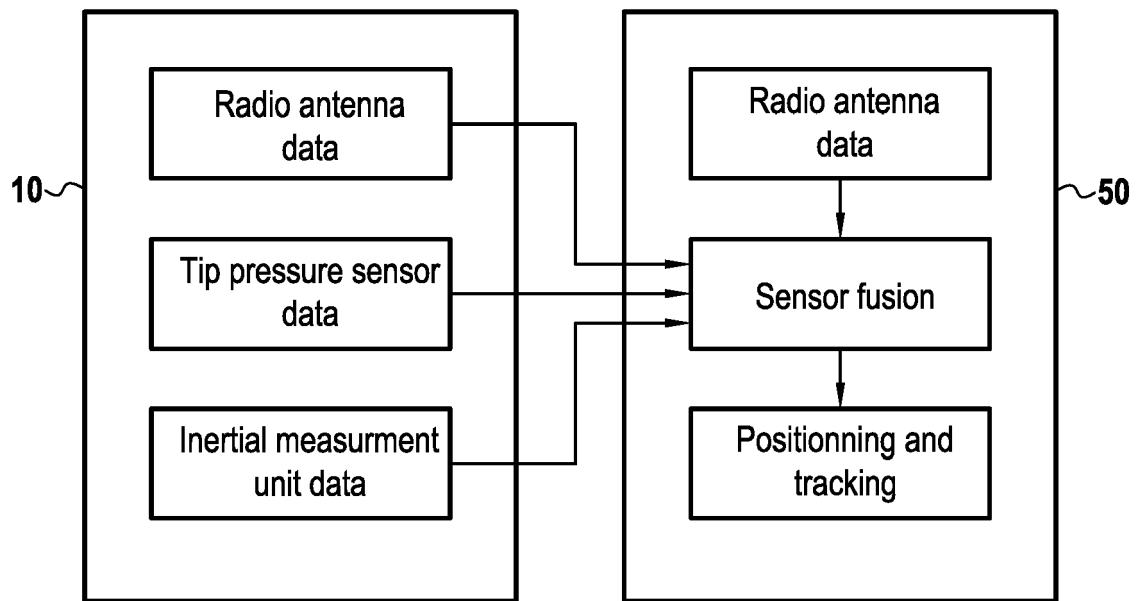 10
Radio antenna
data
Tip pressure sensor
data
Inertial measurment
unit data
Radio antenna
data
Sensor fusion
Positionning and
tracking
50